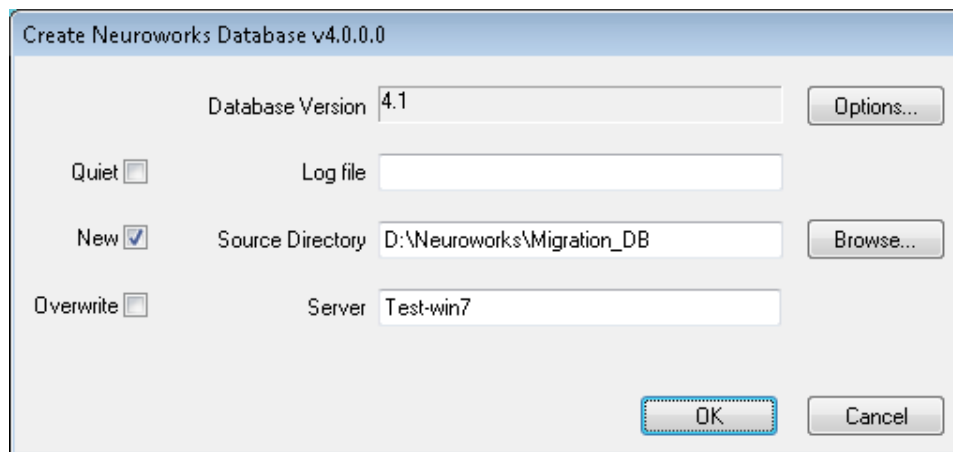 Create Neuroworks Database v4.0.0.0
Database Version 4.1 Options...
Quiet Log file
New Source Directory D:\Neuroworks\Migration_DB Browse...
Overwrite Server Test-win7
OK Cancel